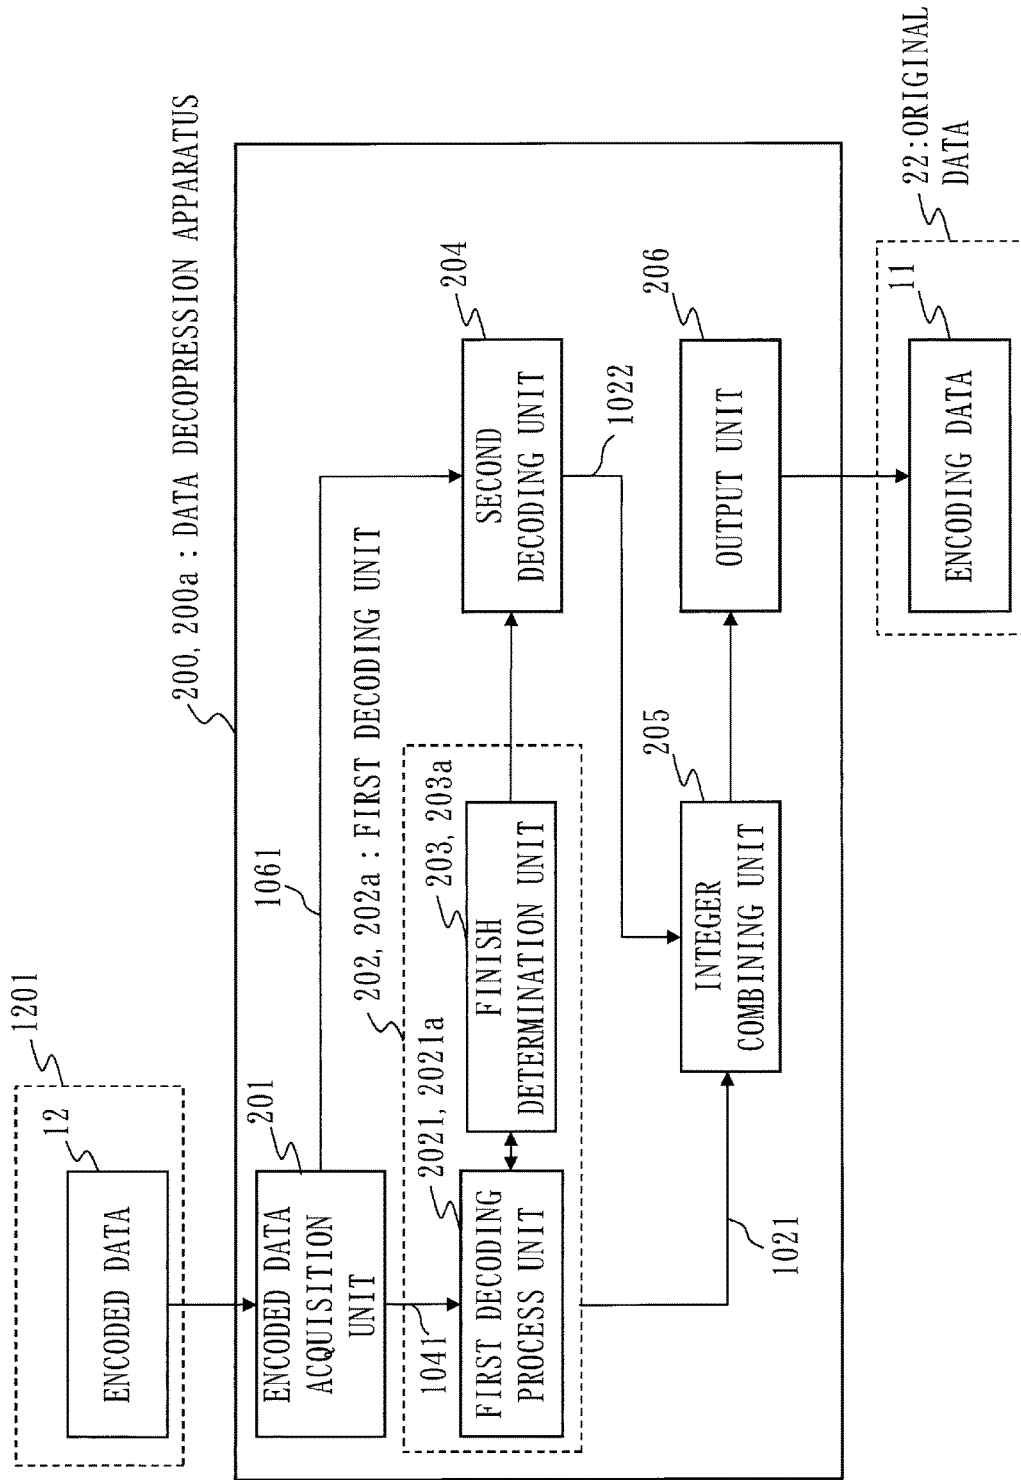 1201
12
ENCODED DATA
200, 200a : DATA DECOPRESSION APPARATUS
201
ENCODED DATA
ACQUISITION
UNIT
1061
1041
202, 202a : FIRST DECODING UNIT
2021, 2021a
FIRST DECODING
PROCESS UNIT
203, 203a
FINISH
DETERMINATION UNIT
204
SECOND
DECODING UNIT
1022
1021
205
INTEGER
COMBINING UNIT
206
OUTPUT UNIT
22:ORIGINAL
DATA
11
ENCODING DATA